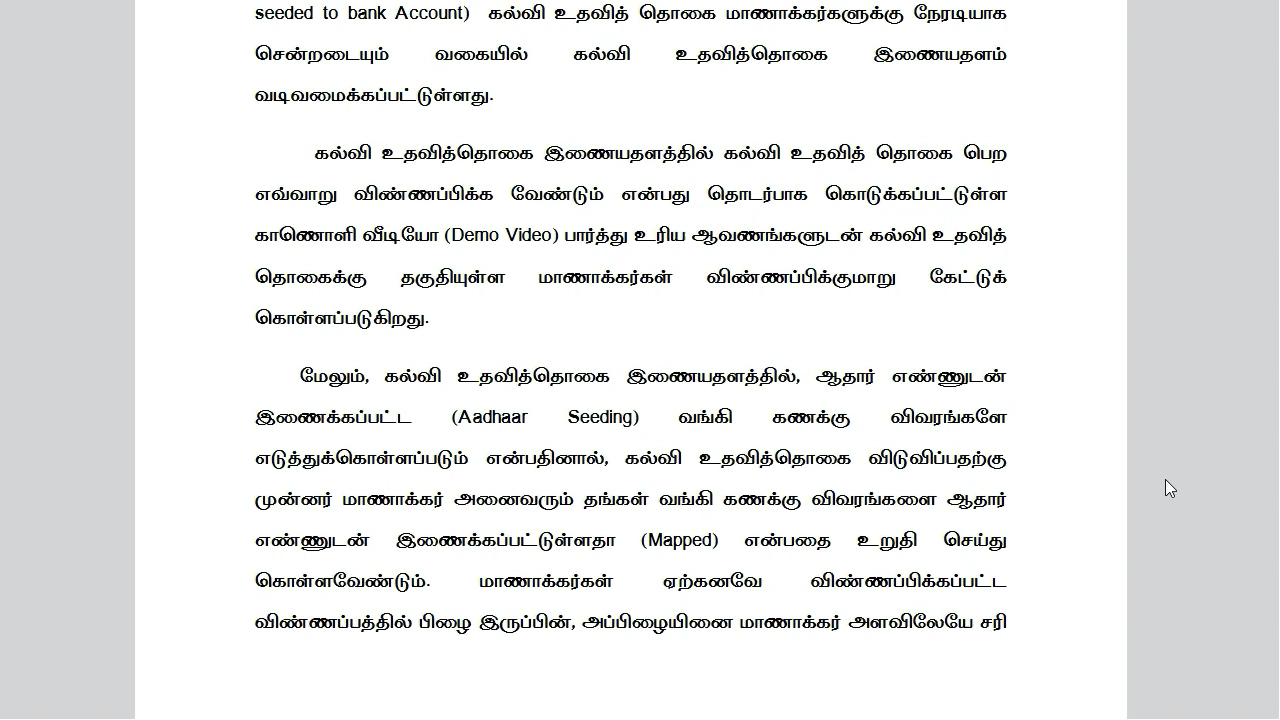 seeded to bank Account) கல்வி உதவித் தொகை மாணாக்கர்களுக்கு நேரடியாக
சென்றடையும் வகையில் கல்வி உதவித்தொகை இணையதளம்
வடிவமைக்கப்பட்டுள்ளது.
கல்வி உதவித்தொகை இணையதளத்தில் கல்வி உதவித் தொகை பெற
எவ்வாறு விண்ணப்பிக்க வேண்டும் என்பது தொடர்பாக கொடுக்கப்பட்டுள்ள
காணொளி வீடியோ (Demo Video) பார்த்து உரிய ஆவணங்களுடன் கல்வி உதவித்
தொகைக்கு தகுதியுள்ள மாணாக்கர்கள் விண்ணப்பிக்குமாறு கேட்டுக்
கொள்ளப்படுகிறது.
மேலும், கல்வி உதவித்தொகை இணையதளத்தில், ஆதார் எண்ணுடன்
இணைக்கப்பட்ட (Aadhaar Seeding) வங்கி கணக்கு விவரங்களே
எடுத்துக்கொள்ளப்படும் என்பதினால், கல்வி உதவித்தொகை விடுவிப்பதற்கு
முன்னர் மாணாக்கர் அனைவரும் தங்கள் வங்கி கணக்கு விவரங்களை ஆதார்
எண்ணுடன் இணைக்கப்பட்டுள்ளதா (Mapped) என்பதை உறுதி செய்து
கொள்ளவேண்டும். மாணாக்கர்கள் ஏற்கனவே விண்ணப்பிக்கப்பட்ட
விண்ணப்பத்தில் பிழை இருப்பின், அப்பிழையினை மாணாக்கர் அளவிலேயே சரி